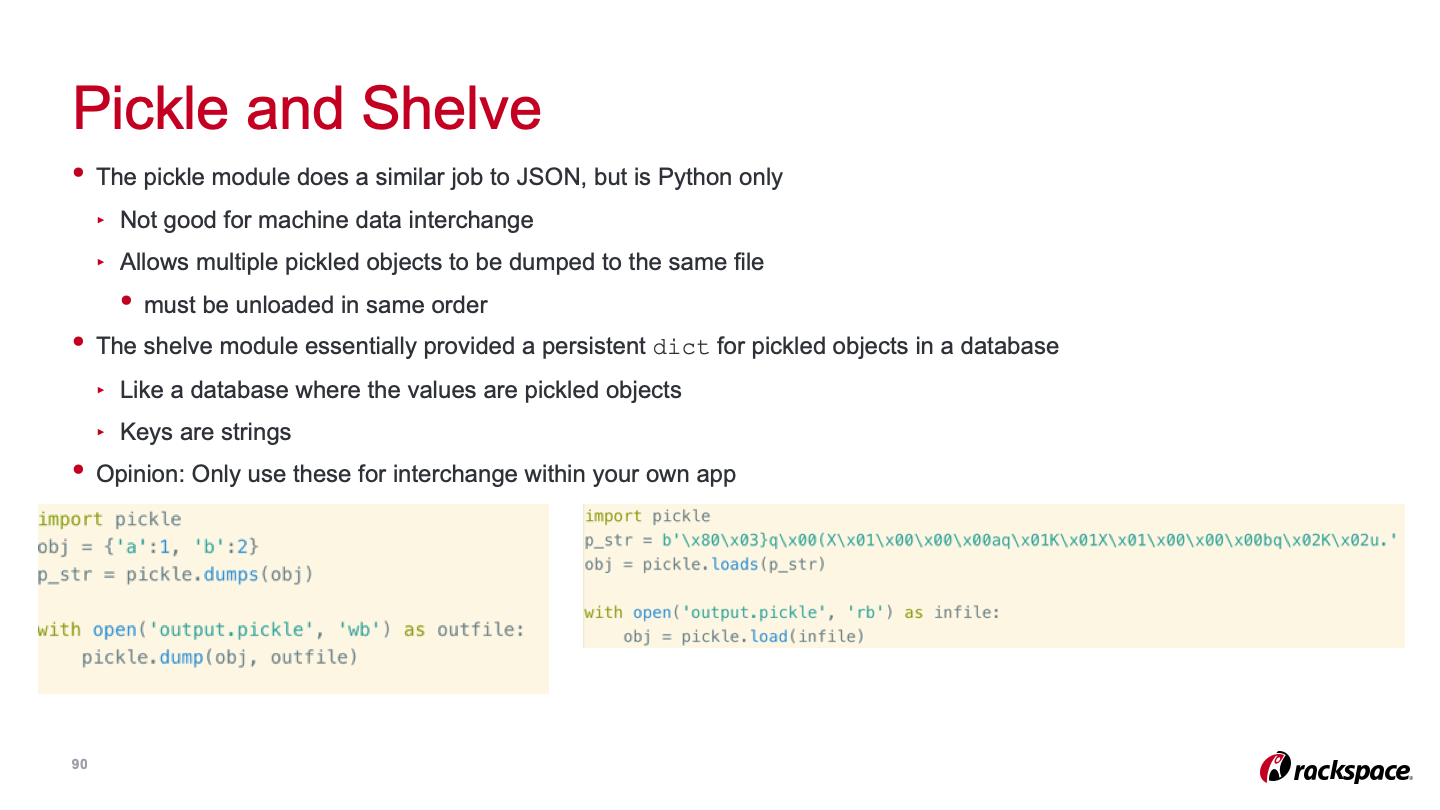 Pickle and Shelve
• The pickle module does a similar job to JSON, but is Python only
▸ Not good for machine data interchange
▸ Allows multiple pickled objects to be dumped to the same file
• must be unloaded in same order
• The shelve module essentially provided a persistent dict for pickled objects in a database
▸ Like a database where the values are pickled objects
▸ Keys are strings
• Opinion: Only use these for interchange within your own app
import pickle
obj = {'a':1, 'b':2}
p_str = pickle.dumps(obj)

with open('output.pickle', 'wb') as outfile:
    pickle.dump(obj, outfile)
import pickle
p_str = b'\x80\x03}q\x00(X\x01\x00\x00\x00aq\x01K\x01X\x01\x00\x00\x00bq\x02K\x02u.'
obj = pickle.loads(p_str)

with open('output.pickle', 'rb') as infile:
    obj = pickle.load(infile)
90
rackspace